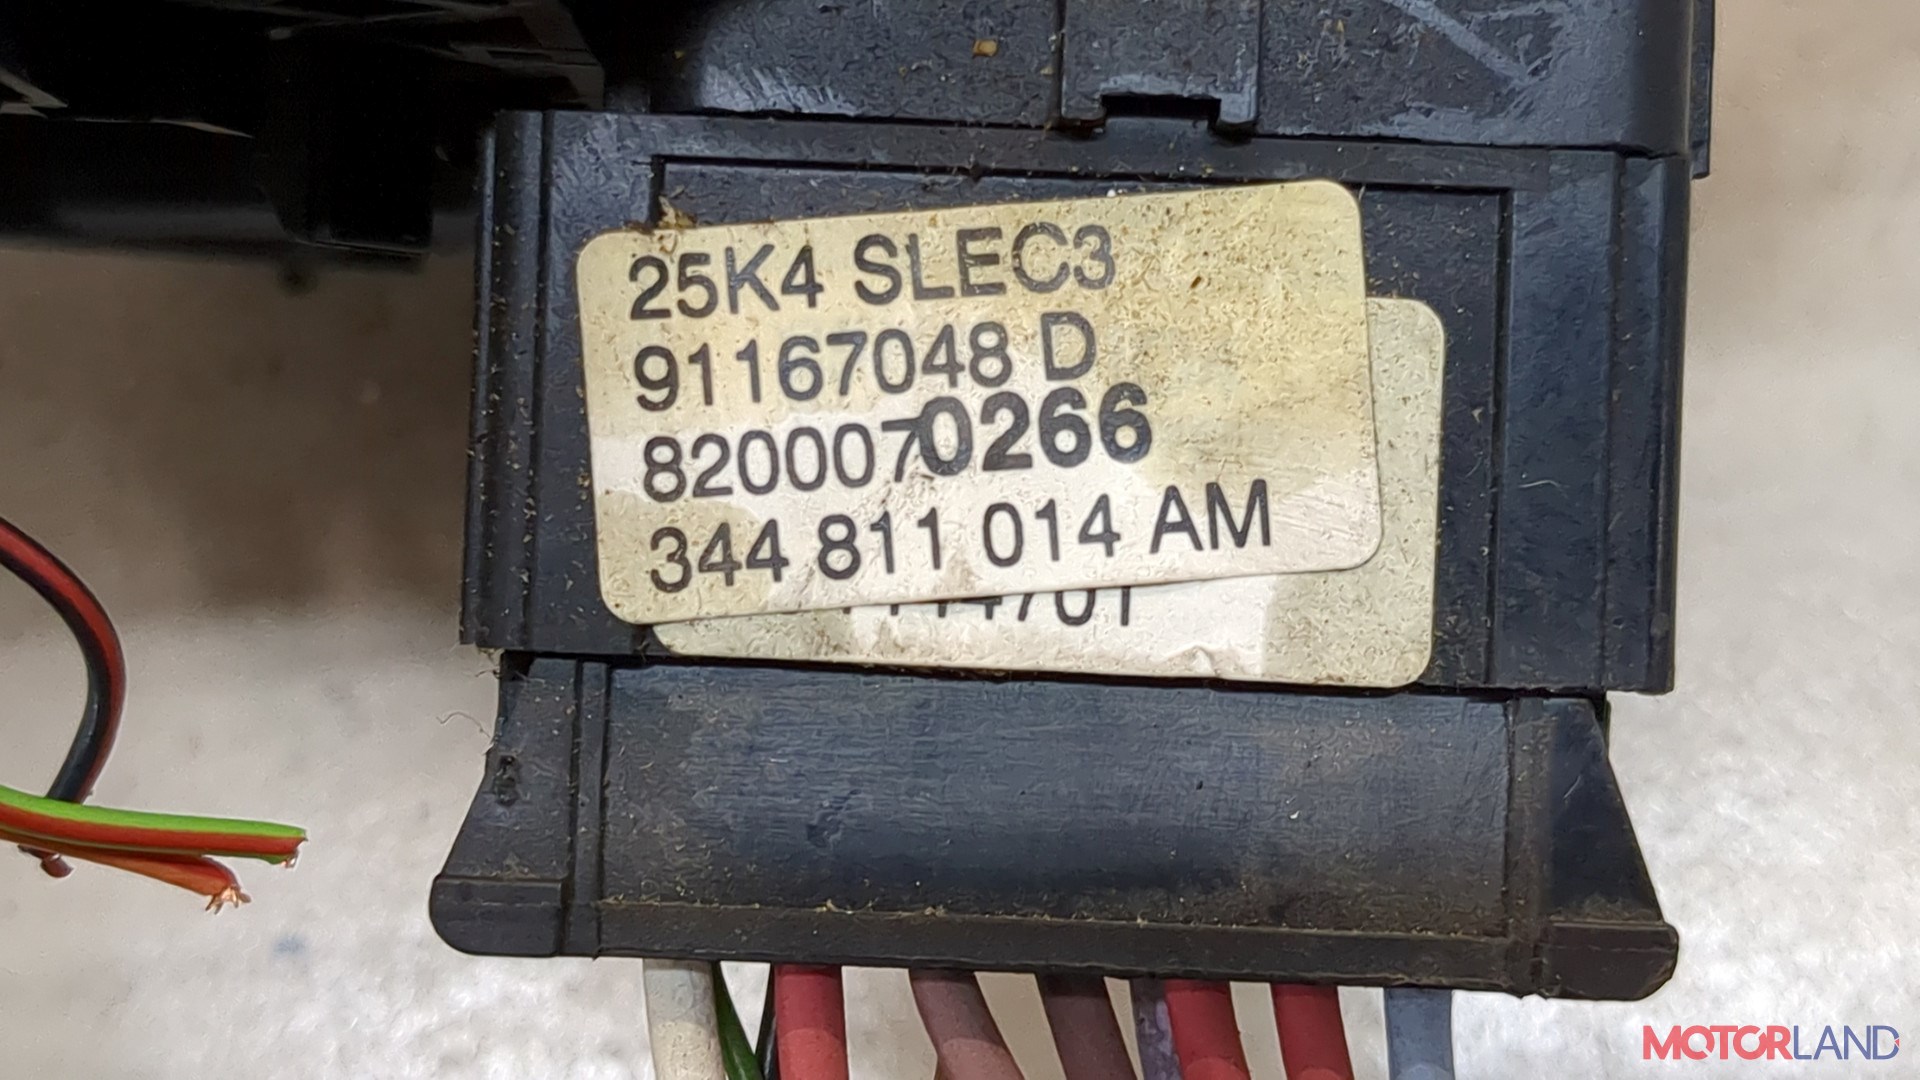 25K4 SLEC3
91167048 D
8200070266
344 811 014 AM
MOTORLAND